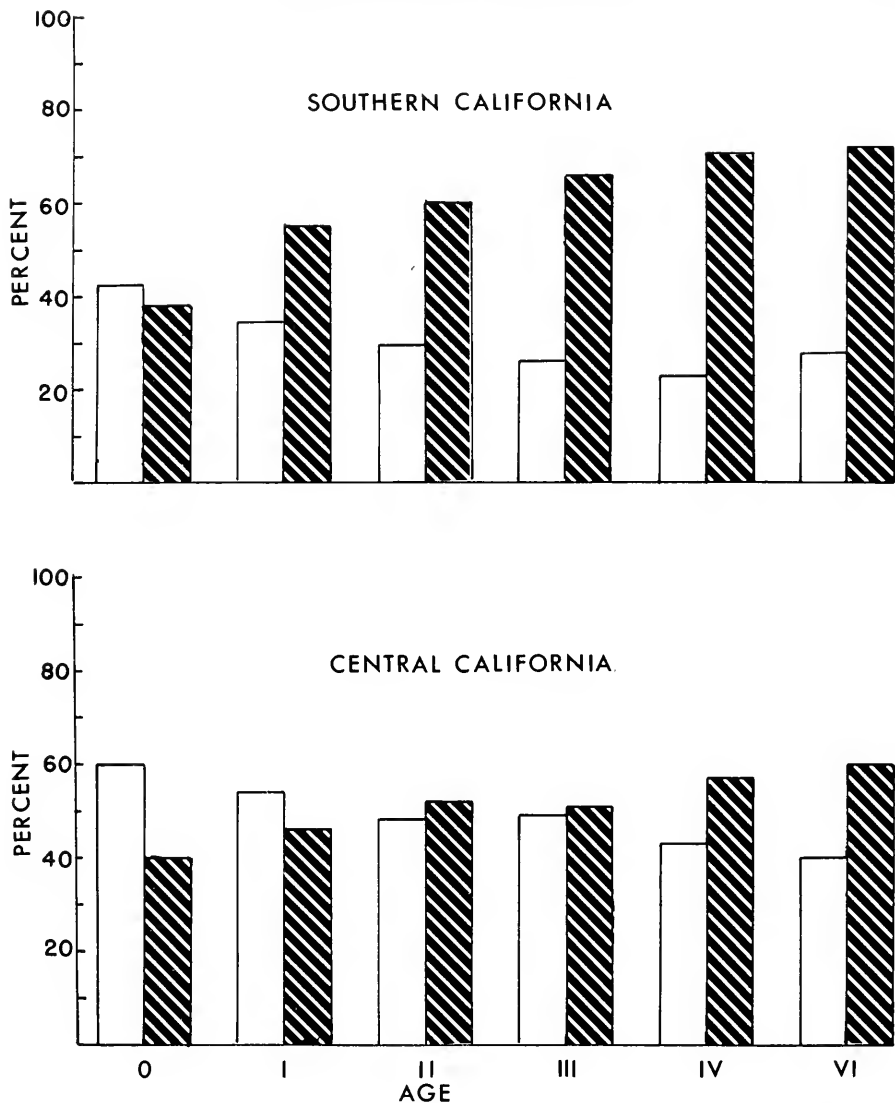 100
80
60
40
20
PERCENT
SOUTHERN CALIFORNIA
100
80
60
40
20
PERCENT
CENTRAL CALIFORNIA
0 I II III IV VI
AGE